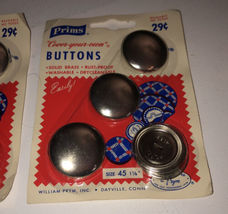 Prims
29¢
Cover-your-own
BUTTONS
•SOLID BRASS •RUST-PROOF
•WASHABLE •DRYCLEANABLE
Easily!
SIZE 45 1⅛"
WILLIAM PRYM, INC. • DAYVILLE, CONN.
29¢